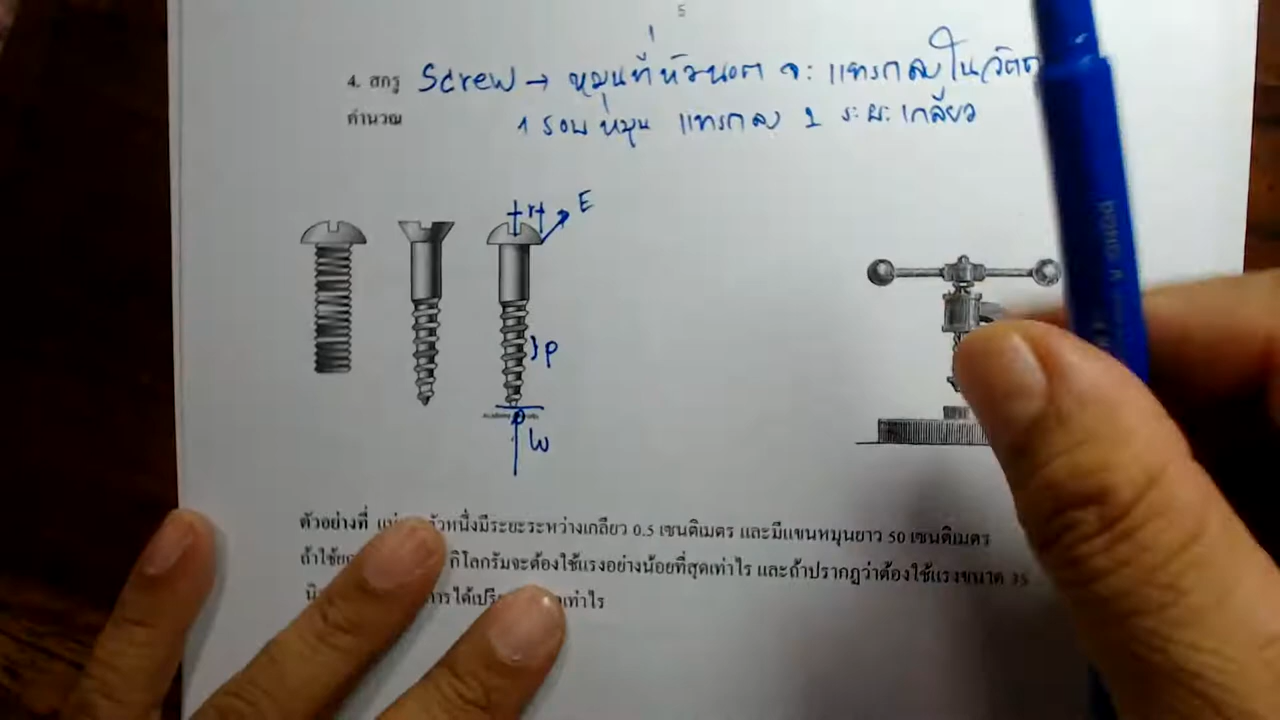 5
4. สกรู Screw → หมุนที่หัวนอต จะ แทรกลงในวัตถุ
คำนวณ 1 รอบหมุน แทรกลง 1 ระยะเกลียว
r E
P
W
ตัวอย่างที่ หนึ่งมีระยะระหว่างเกลียว 0.5 เซนติเมตร และมีแขนหมุนยาว 50 เซนติเมตร
ถ้าใช้ กิโลกรัมจะต้องใช้แรงอย่างน้อยที่สุดเท่าไร และถ้าปรากฏว่าต้องใช้แรงขนาด 35
เท่าไร